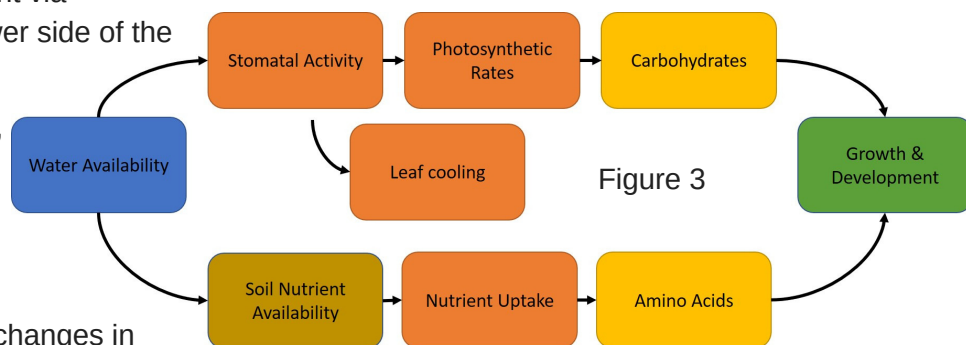 wer side of the
Stomatal Activity
Photosynthetic
Rates
Carbohydrates
Water Availability
Leaf cooling
Figure 3
Growth &
Development
Soil Nutrient
Availability
Nutrient Uptake
Amino Acids
changes in